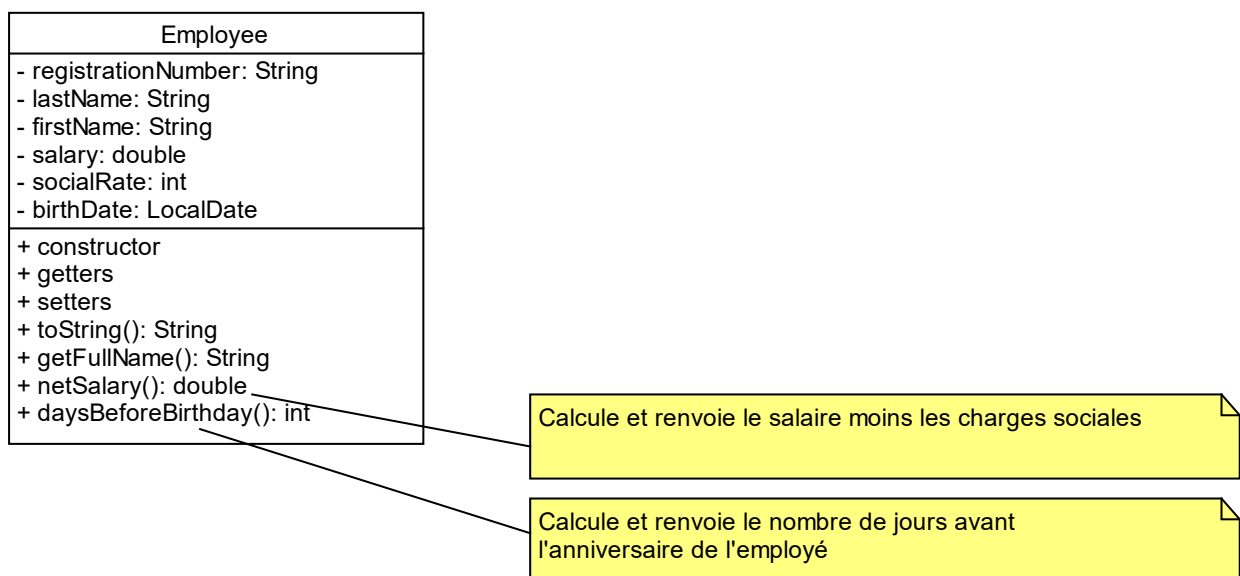 Employee
- registrationNumber: String
- lastName: String
- firstName: String
- salary: double
- socialRate: int
- birthDate: LocalDate
+ constructor
+ getters
+ setters
+ toString(): String
+ getFullName(): String
+ netSalary(): double
+ daysBeforeBirthday(): int
Calcule et renvoie le salaire moins les charges sociales
Calcule et renvoie le nombre de jours avant
l'anniversaire de l'employé